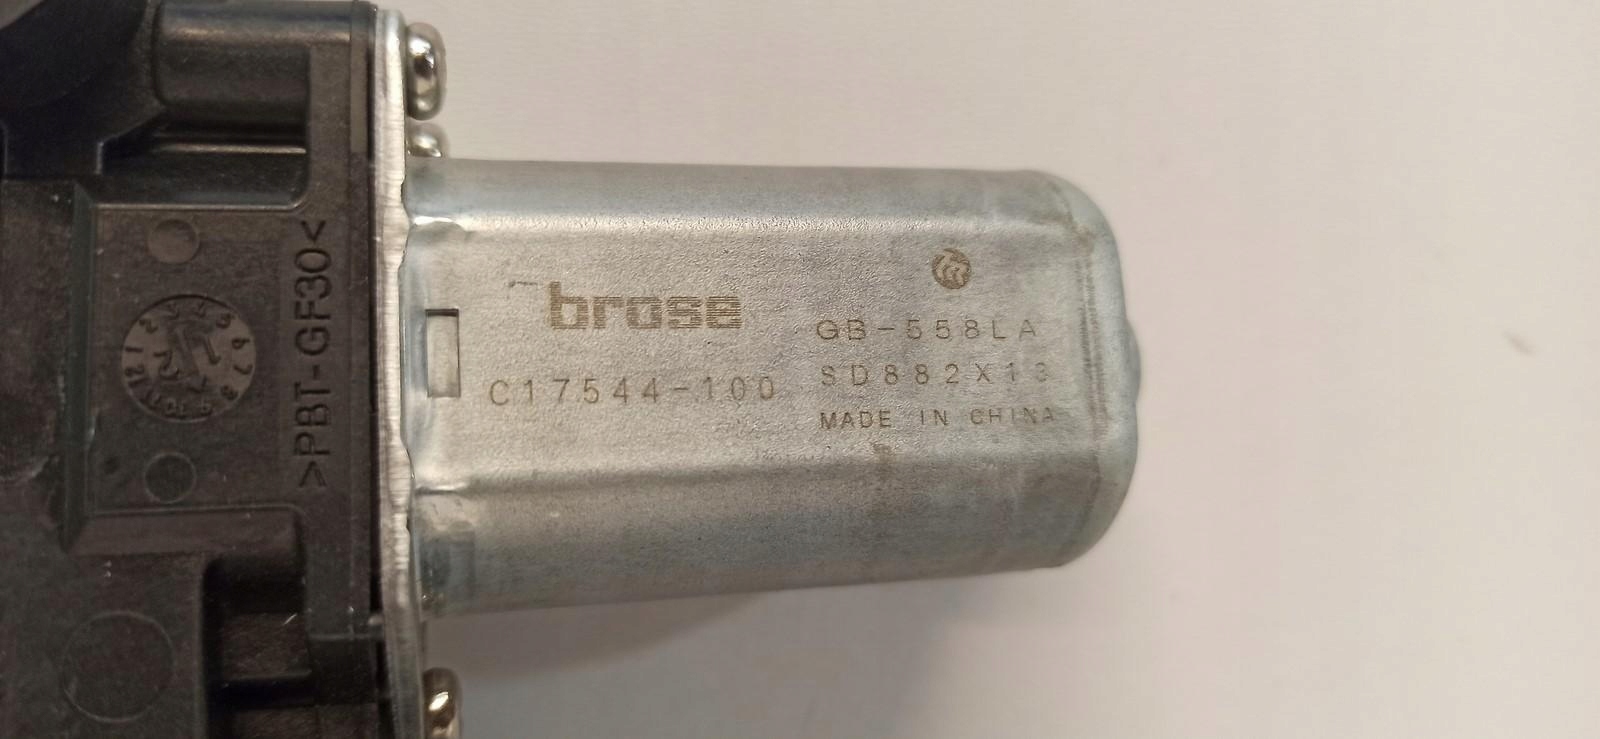 >PBT-GF30<
brose
C17544-100
GB-558LA
SD882X13
MADE IN CHINA